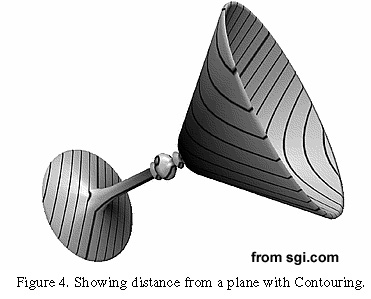 from sgi.com
Figure 4. Showing distance from a plane with Contouring.